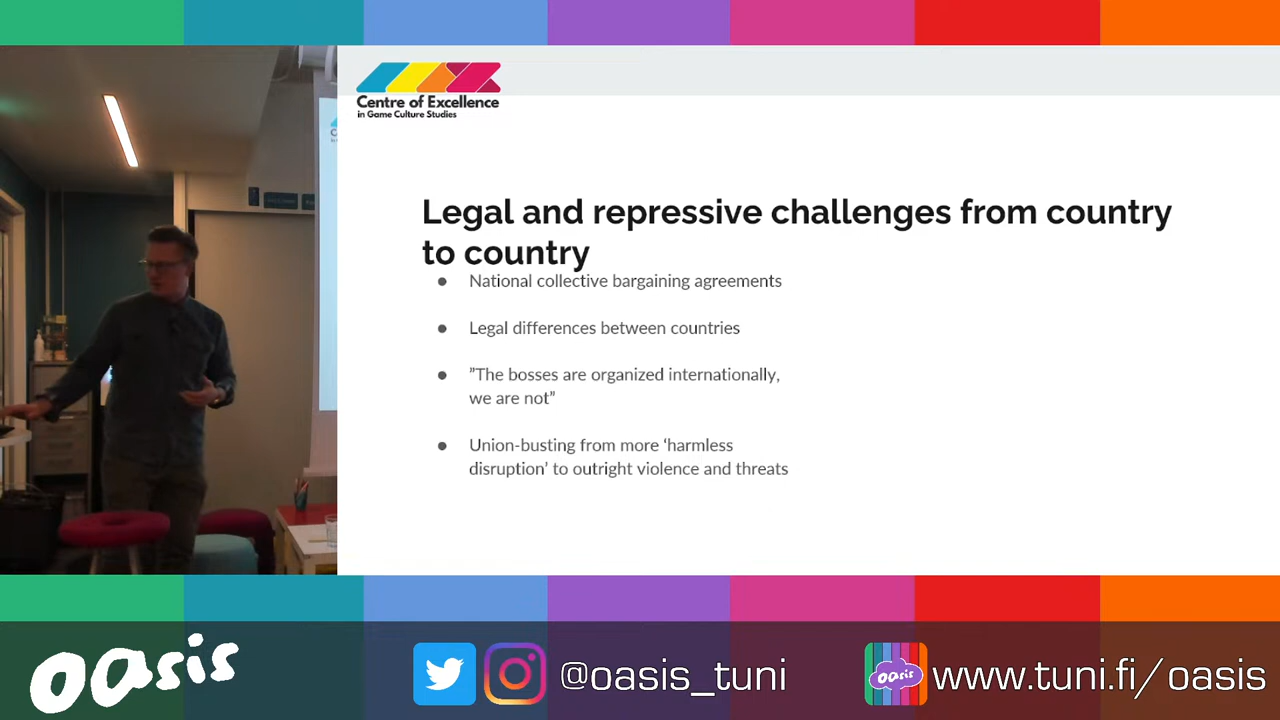 Centre of Excellence
in Game Culture Studies
Legal and repressive challenges from country
to country
● National collective bargaining agreements
● Legal differences between countries
● ”The bosses are organized internationally,
we are not”
● Union-busting from more ‘harmless
disruption’ to outright violence and threats
oasis
@oasis_tuni
oasis
www.tuni.fi/oasis